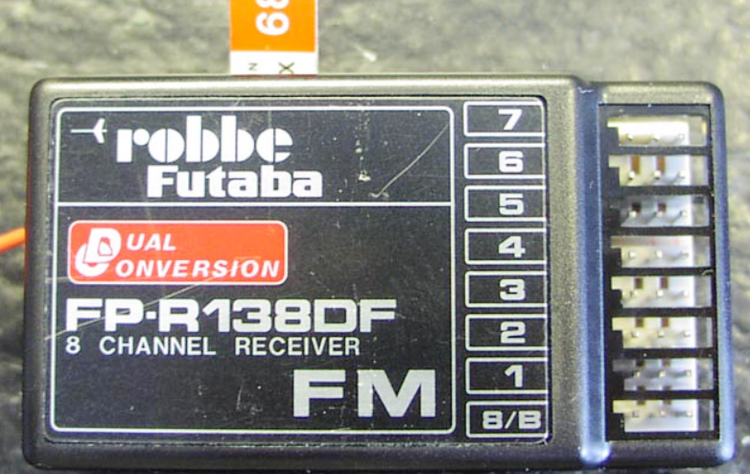 robbe
Futaba
DUAL
CONVERSION
FP-R138DF
8 CHANNEL RECEIVER
FM
7
6
5
4
3
2
1
8/B